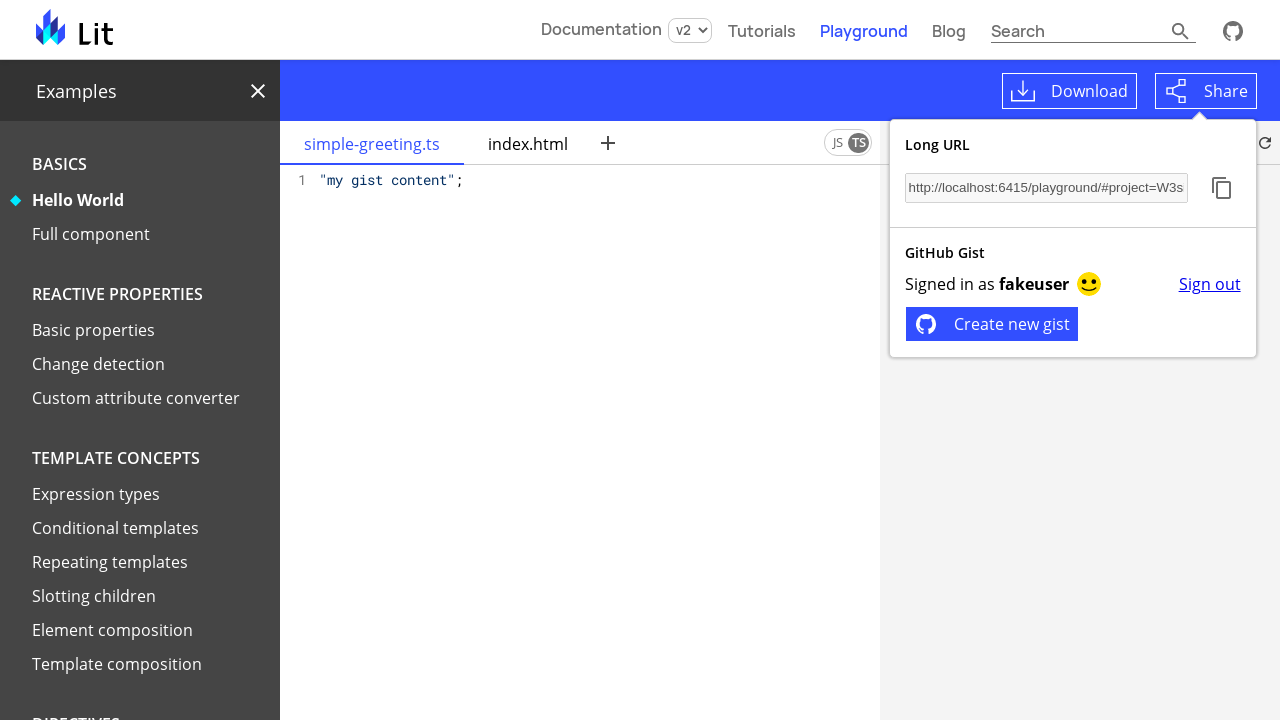 Lit
Documentation v2 Tutorials Playground Blog Search
Examples
Download Share
BASICS
Hello World
Full component
REACTIVE PROPERTIES
Basic properties
Change detection
Custom attribute converter
TEMPLATE CONCEPTS
Expression types
Conditional templates
Repeating templates
Slotting children
Element composition
Template composition
DIRECTIVES
simple-greeting.ts index.html JS TS
1 "my gist content";
Long URL
http://localhost:6415/playground/#project=W3s
GitHub Gist
Signed in as fakeuser Sign out
Create new gist